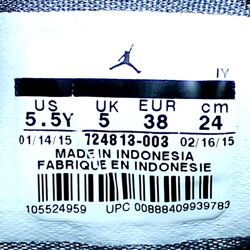 IY
US UK EUR cm
5.5Y 5 38 24
01/14/15 724813-003 02/16/15
MADE IN INDONESIA
FABRIQUÉ EN INDONESIE
105524959 UPC 00888409939783